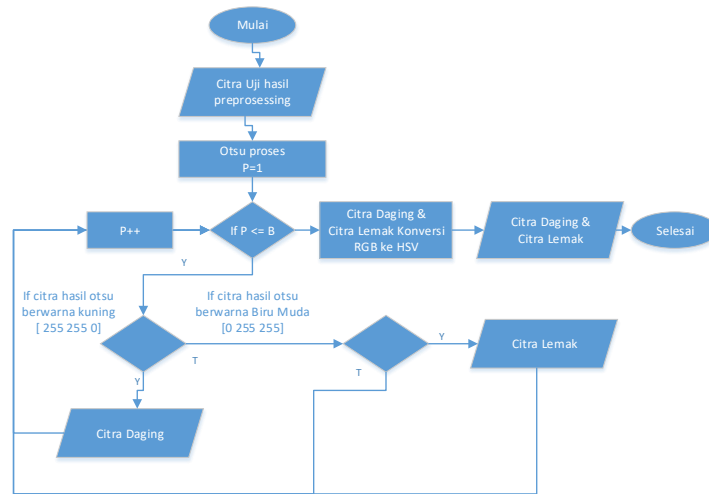 Mulai
Citra Uji hasil
preprosessing
Otsu proses
P=1
P++
If P <= B
Citra Daging &
Citra Lemak Konversi
RGB ke HSV
Citra Daging &
Citra Lemak
Selesai
Y
If citra hasil otsu
berwarna kuning
[ 255 255 0]
If citra hasil otsu
berwarna Biru Muda
[0 255 255]
T
Y
Citra Lemak
Y
T
Citra Daging